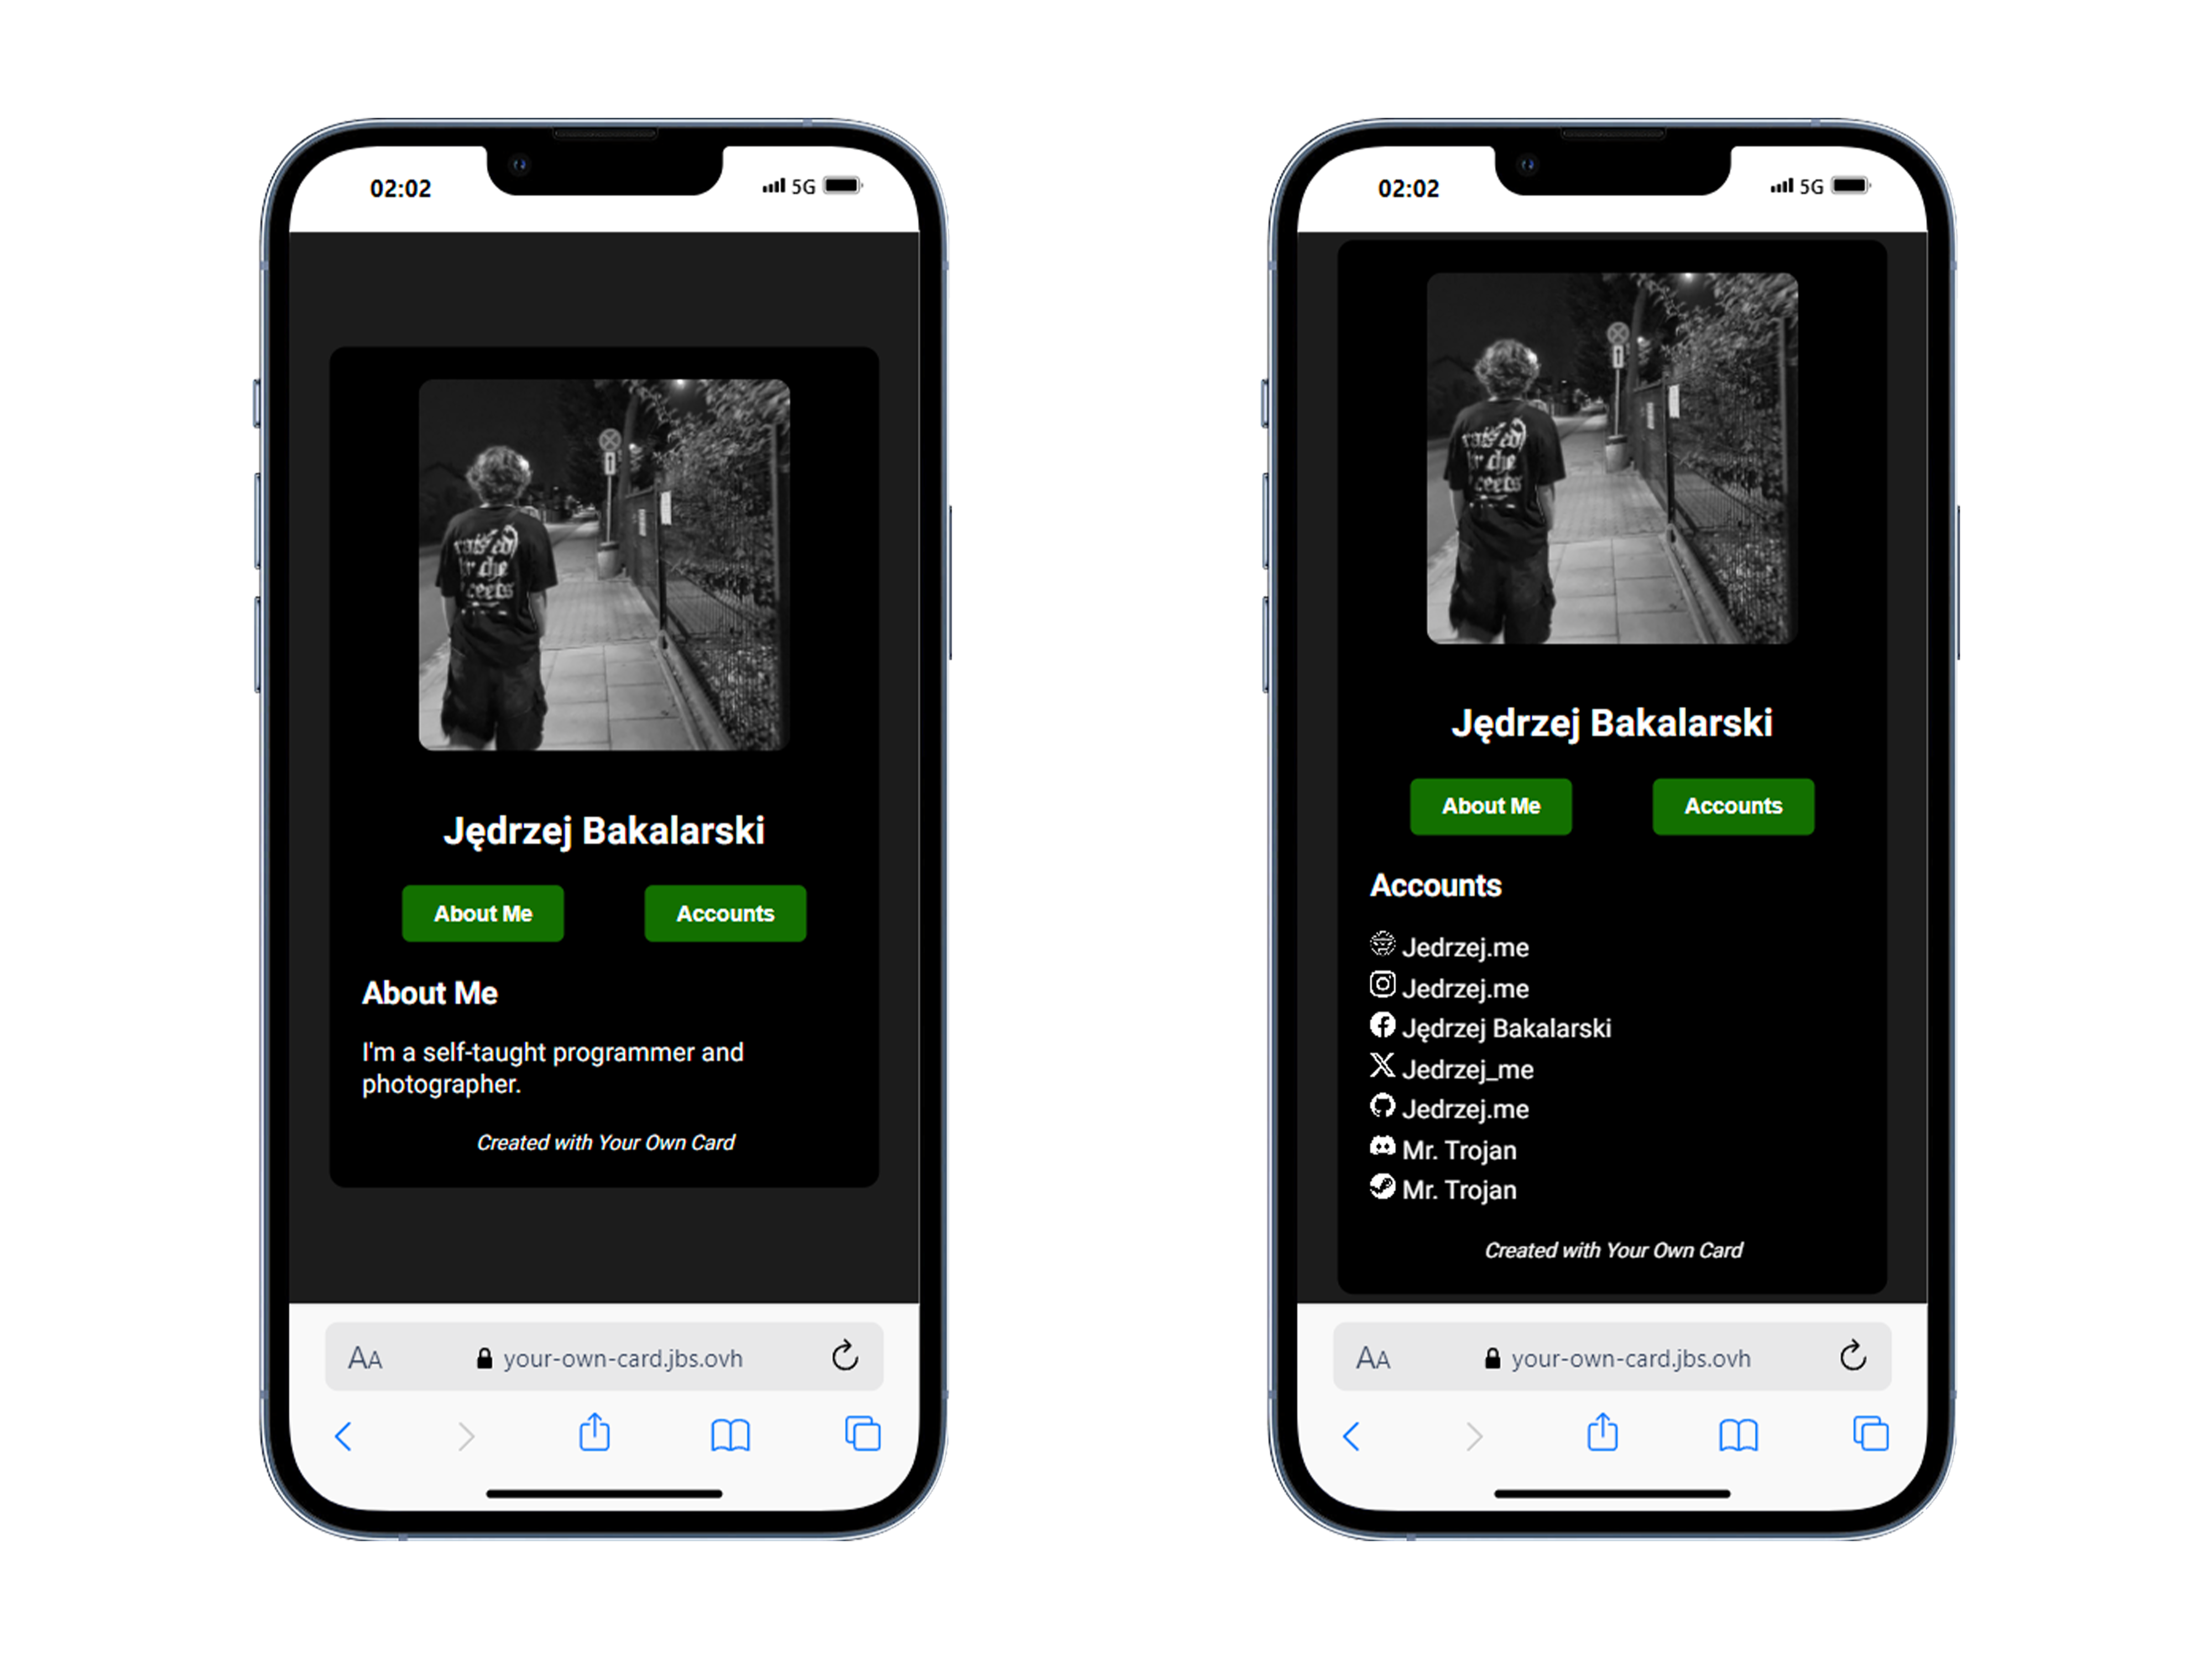 02:02
5G
raised
Jędrzej Bakalarski
About Me
Accounts
About Me
I'm a self-taught programmer and
photographer.
Created with Your Own Card
AA
your-own-card.jbs.ovh
02:02
5G
raised
Jędrzej Bakalarski
About Me
Accounts
Accounts
Jedrzej.me
Jedrzej.me
Jędrzej Bakalarski
Jedrzej_me
Jedrzej.me
Mr. Trojan
Mr. Trojan
Created with Your Own Card
AA
your-own-card.jbs.ovh